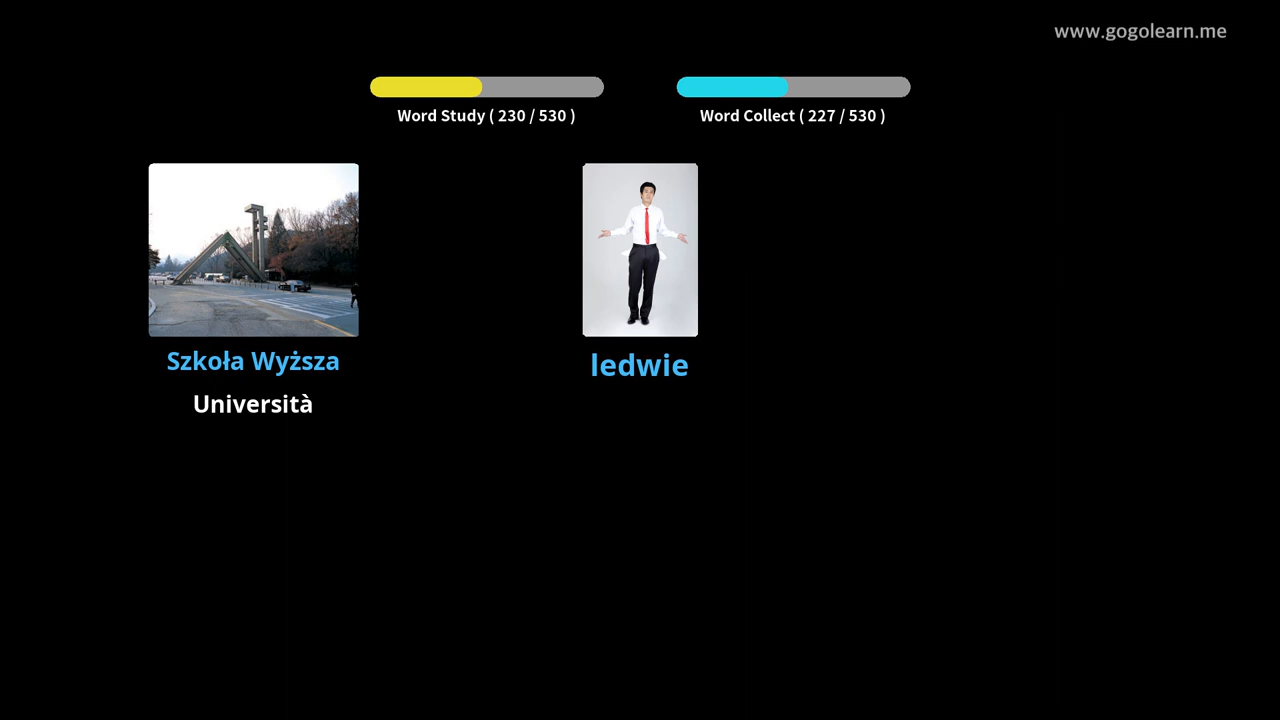 www.gogolearn.me
Word Study ( 230 / 530 )
Word Collect ( 227 / 530 )
Szkoła Wyższa
Università
ledwie